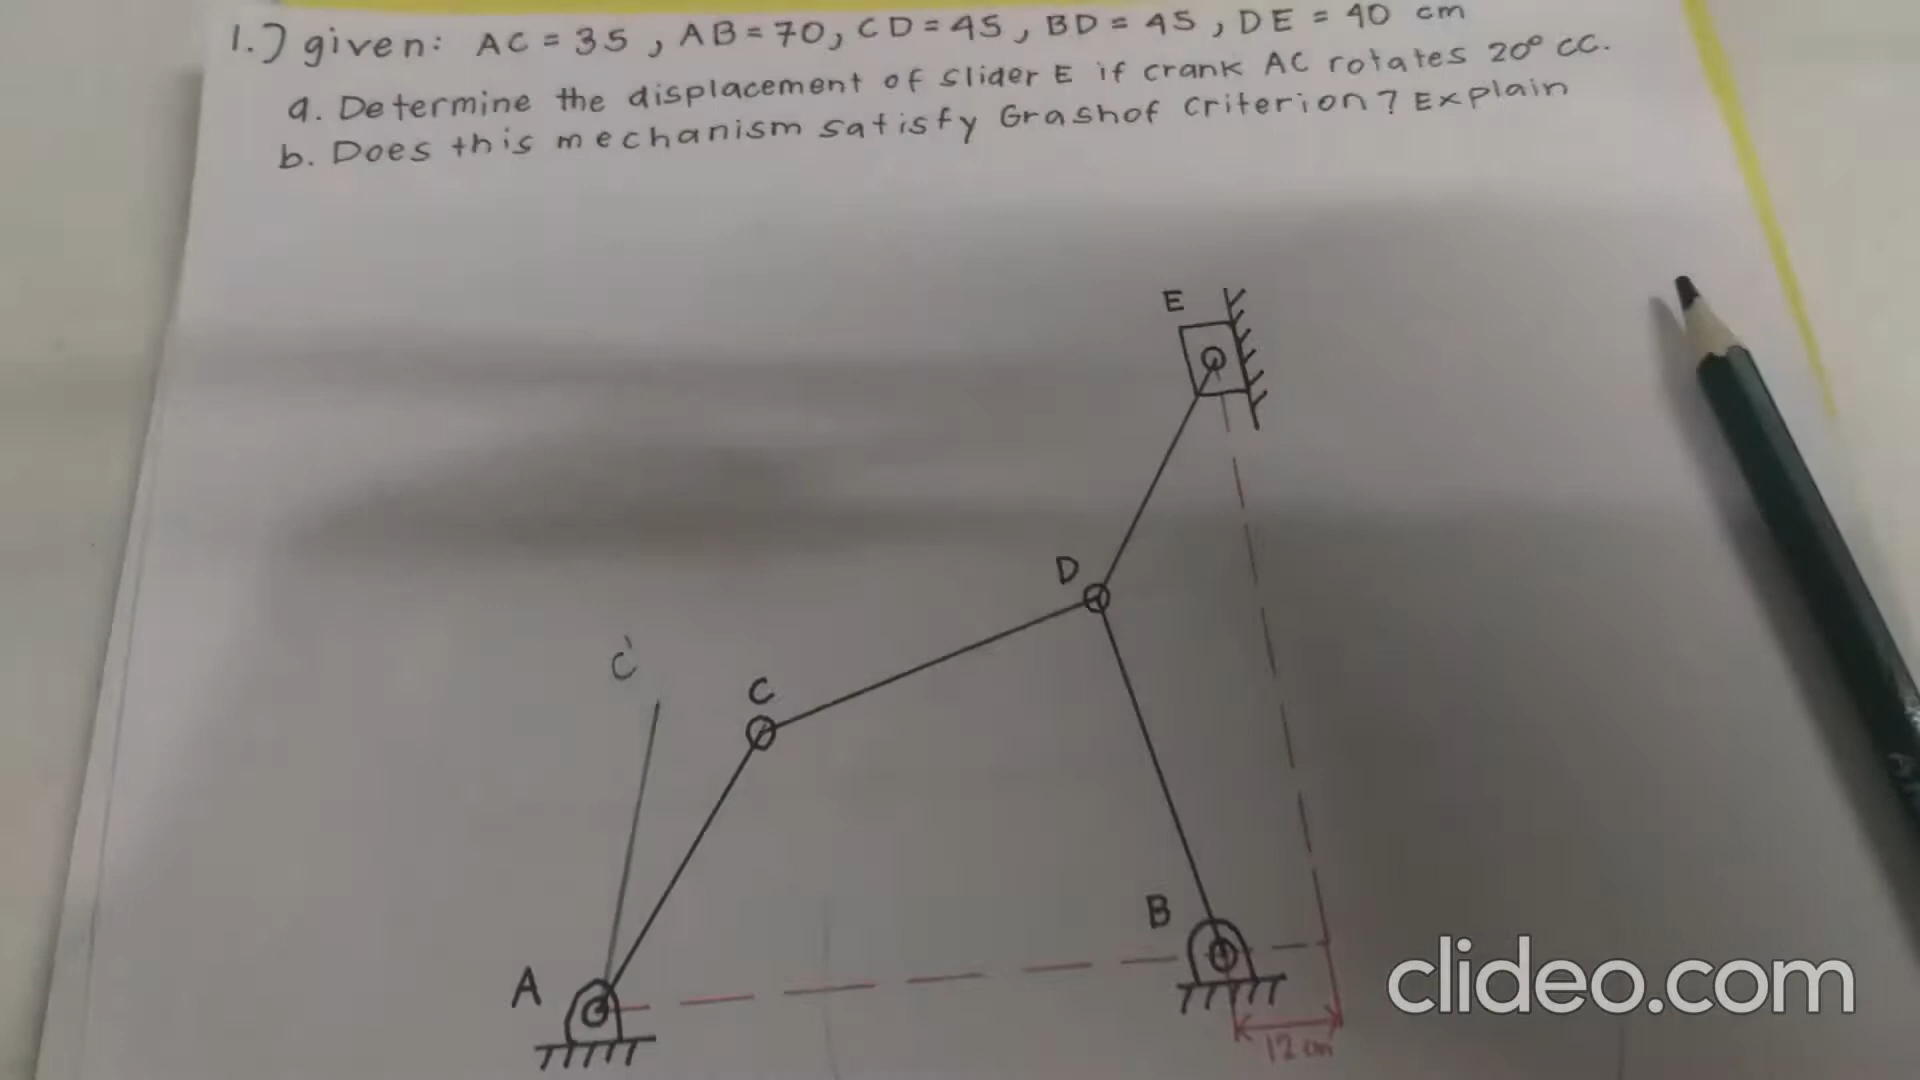 1.) given: AC = 35, AB = 70, CD = 45, BD = 45, DE = 40 cm
a. Determine the displacement of slider E if crank AC rotates 20° CC.
b. Does this mechanism satisfy Grashof Criterion? Explain
E
D
C'
C
B
A
12 cm
clideo.com